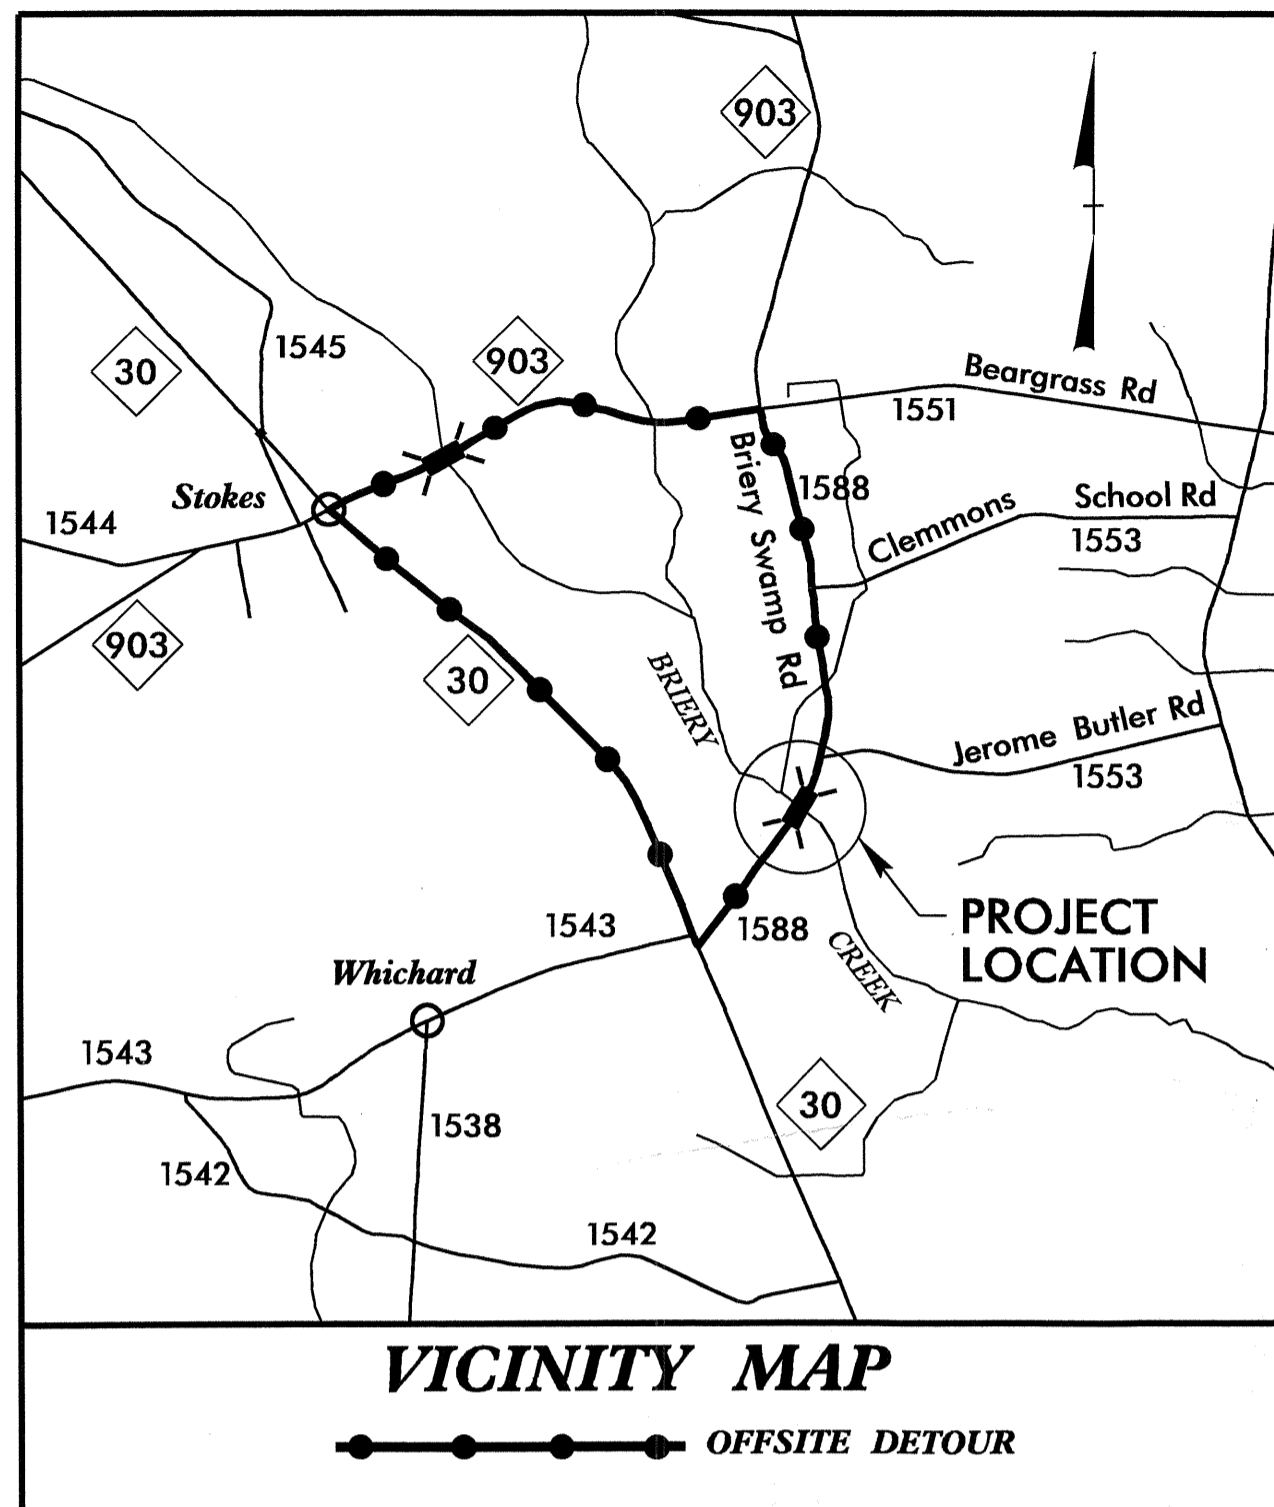 903
1545
30
903
Beargrass Rd
1551
Briery Swamp Rd
1588
Stokes
1544
Clemmons School Rd
1553
903
30
BRIERY
Jerome Butler Rd
1553
PROJECT
LOCATION
1543
1588
CREEK
Whichard
1543
30
1538
1542
1542
VICINITY MAP
OFFSITE DETOUR